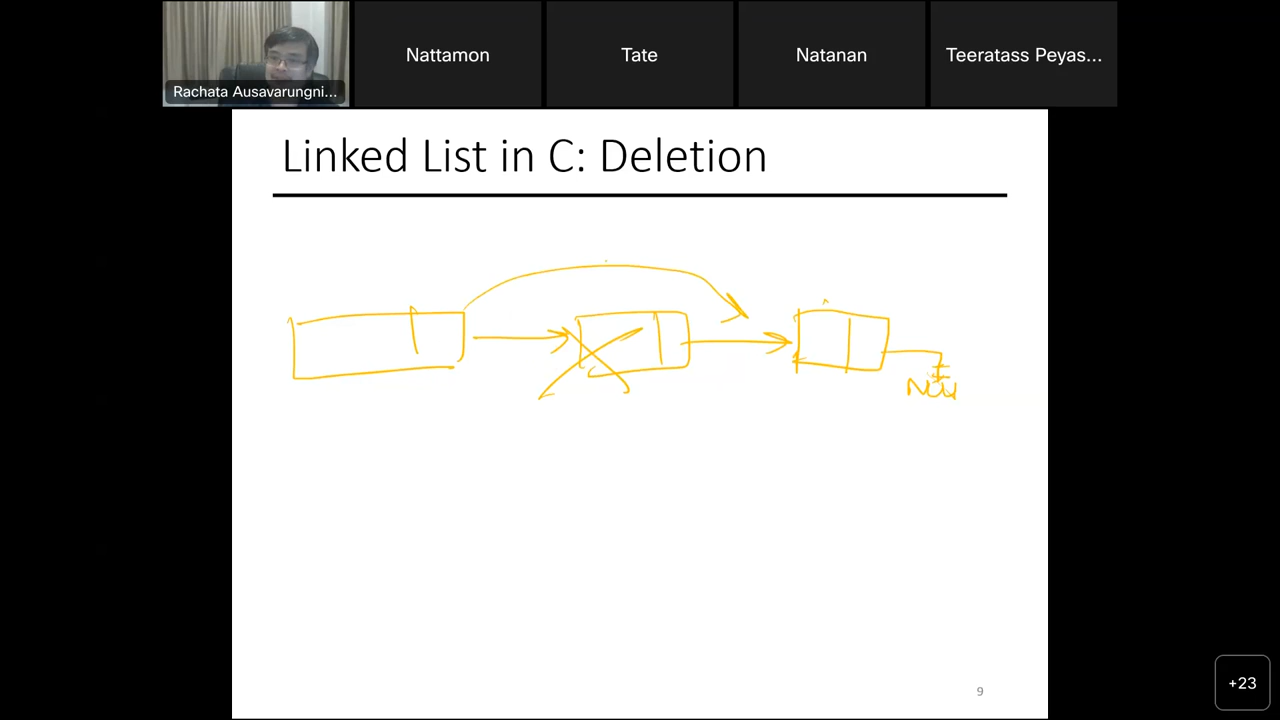 Rachata Ausavarungni...
Nattamon
Tate
Natanan
Teeratass Peyas...
Linked List in C: Deletion
Null
9
+23